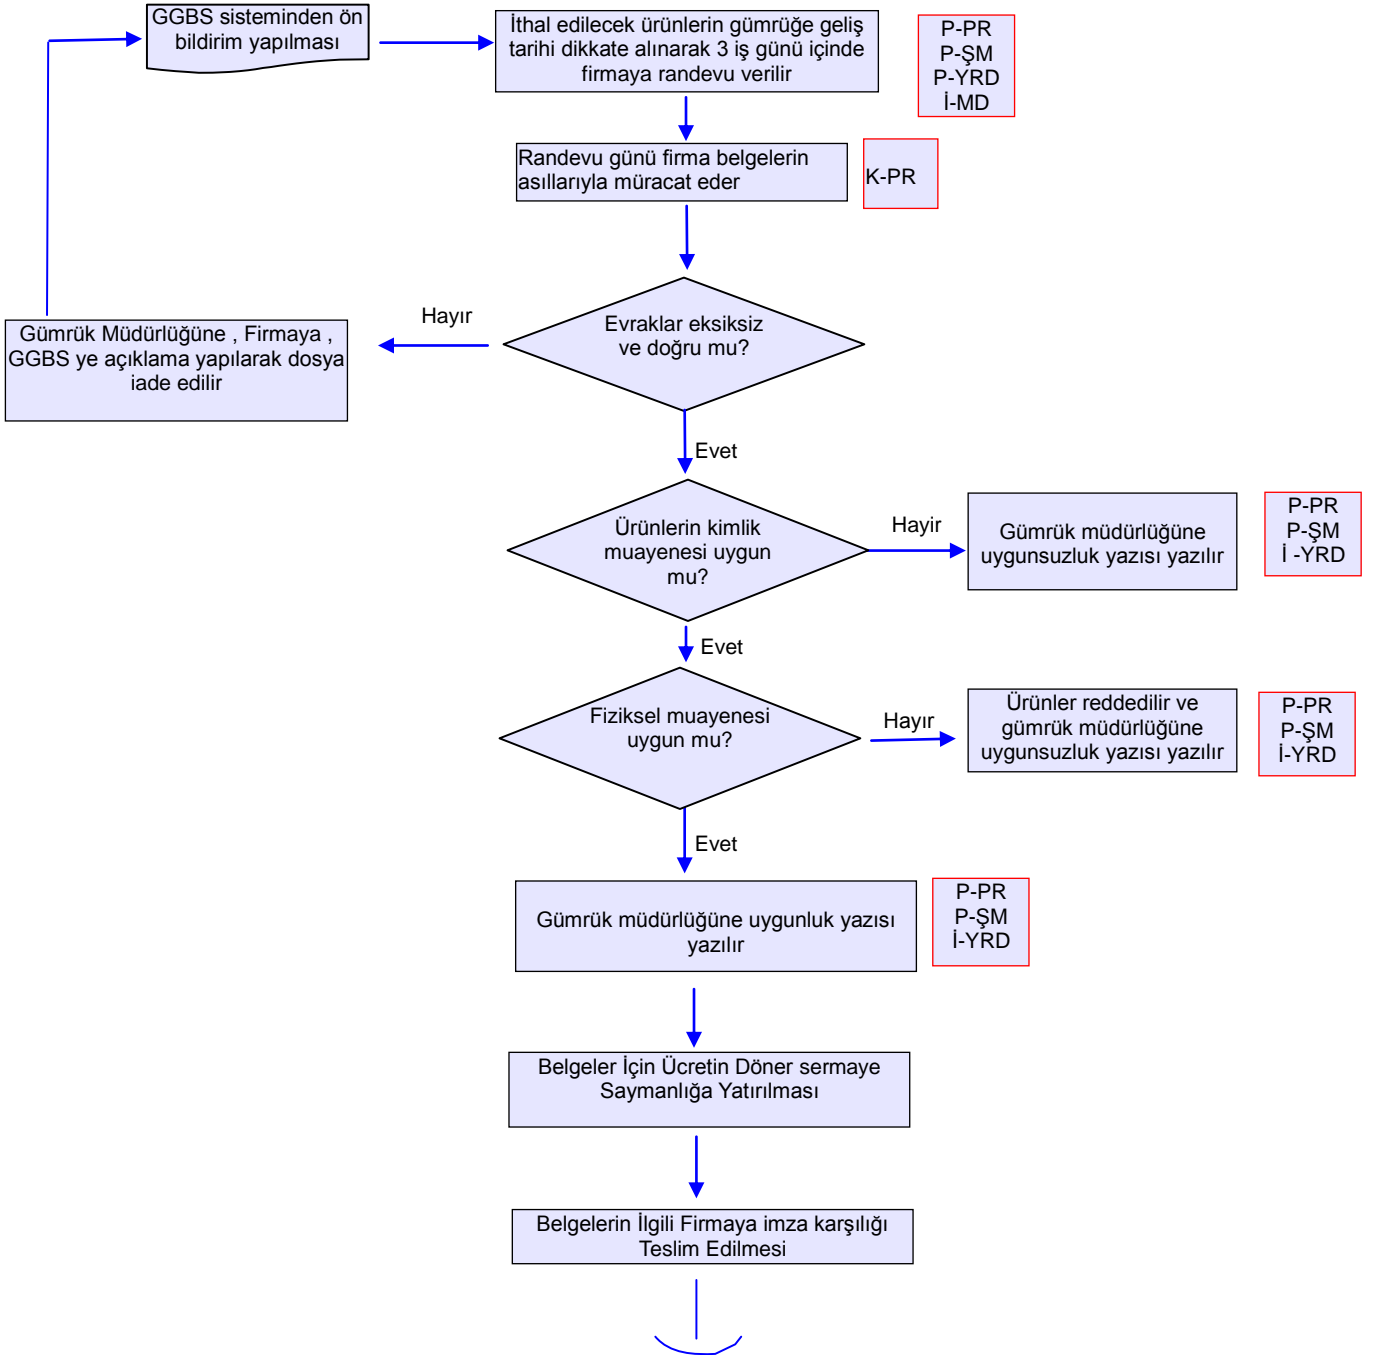 GGBS sisteminden ön
bildirim yapılması
İthal edilecek ürünlerin gümrüğe geliş
tarihi dikkate alınarak 3 iş günü içinde
firmaya randevu verilir
P-PR
P-ŞM
P-YRD
İ-MD
Randevu günü firma belgelerin
asıllarıyla müracat eder
K-PR
Evraklar eksiksiz
ve doğru mu?
Hayır
Gümrük Müdürlüğüne , Firmaya ,
GGBS ye açıklama yapılarak dosya
iade edilir
Evet
Ürünlerin kimlik
muayenesi uygun
mu?
Hayir
Gümrük müdürlüğüne
uygunsuzluk yazısı yazılır
P-PR
P-ŞM
İ -YRD
Evet
Fiziksel muayenesi
uygun mu?
Hayır
Ürünler reddedilir ve
gümrük müdürlüğüne
uygunsuzluk yazısı yazılır
P-PR
P-ŞM
İ-YRD
Evet
Gümrük müdürlüğüne uygunluk yazısı
yazılır
P-PR
P-ŞM
İ-YRD
Belgeler İçin Ücretin Döner sermaye
Saymanlığa Yatırılması
Belgelerin İlgili Firmaya imza karşılığı
Teslim Edilmesi